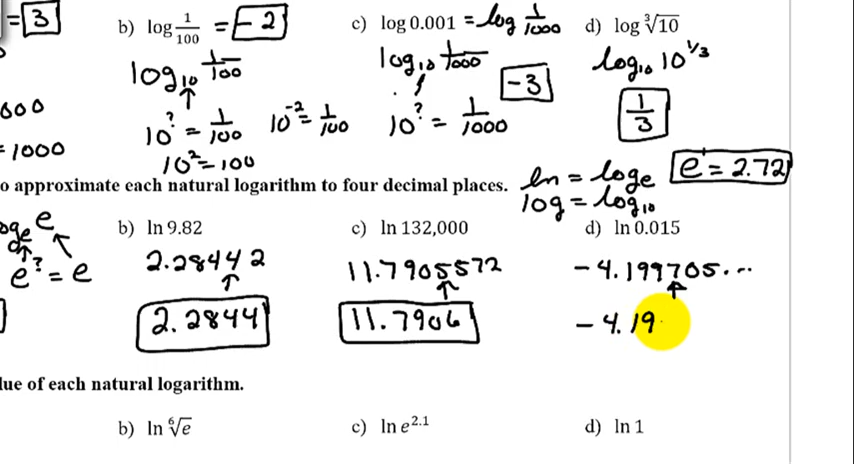 = 3
b) log 1/100 = -2
c) log 0.001 = log 1/1000
d) log ∛10
log₁₀ 1/100
log₁₀ 1/1000
-3
log₁₀ 10^1/3
1/3
10^? = 1/100
10^-2 = 1/100
10^? = 1/1000
= 1000
10^2 = 100
o approximate each natural logarithm to four decimal places.
ln = log e
e^1 = 2.72
log = log₁₀
e
e^? = e
b) ln 9.82
c) ln 132,000
d) ln 0.015
2.28442
11.7905572
-4.199705...
2.2844
11.7906
-4.19
lue of each natural logarithm.
b) ln ⁶√e
c) ln e^2.1
d) ln 1